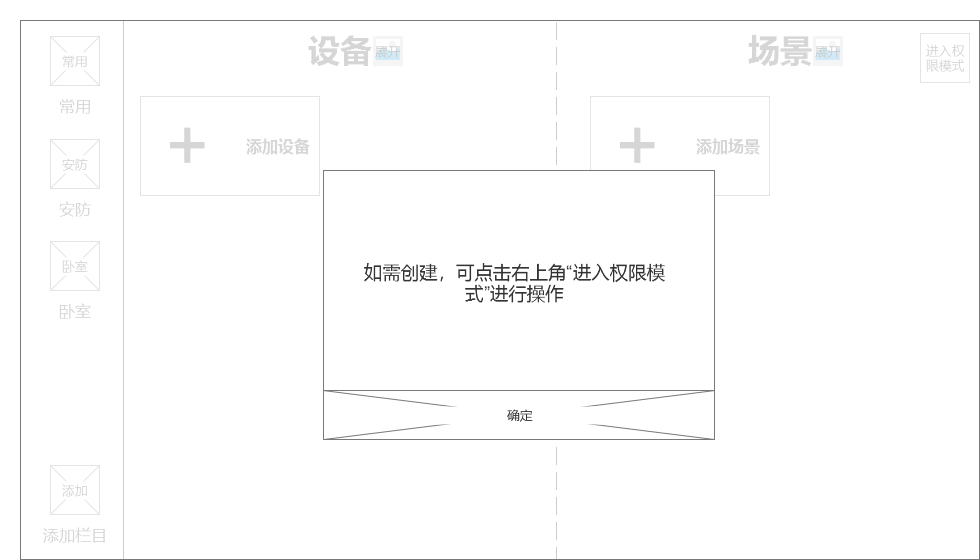 常用
常用
安防
安防
卧室
卧室
添加
添加栏目
设备
展开
添加设备
场景
展开
添加场景
进入权
限模式
如需创建，可点击右上角“进入权限模
式”进行操作
确定